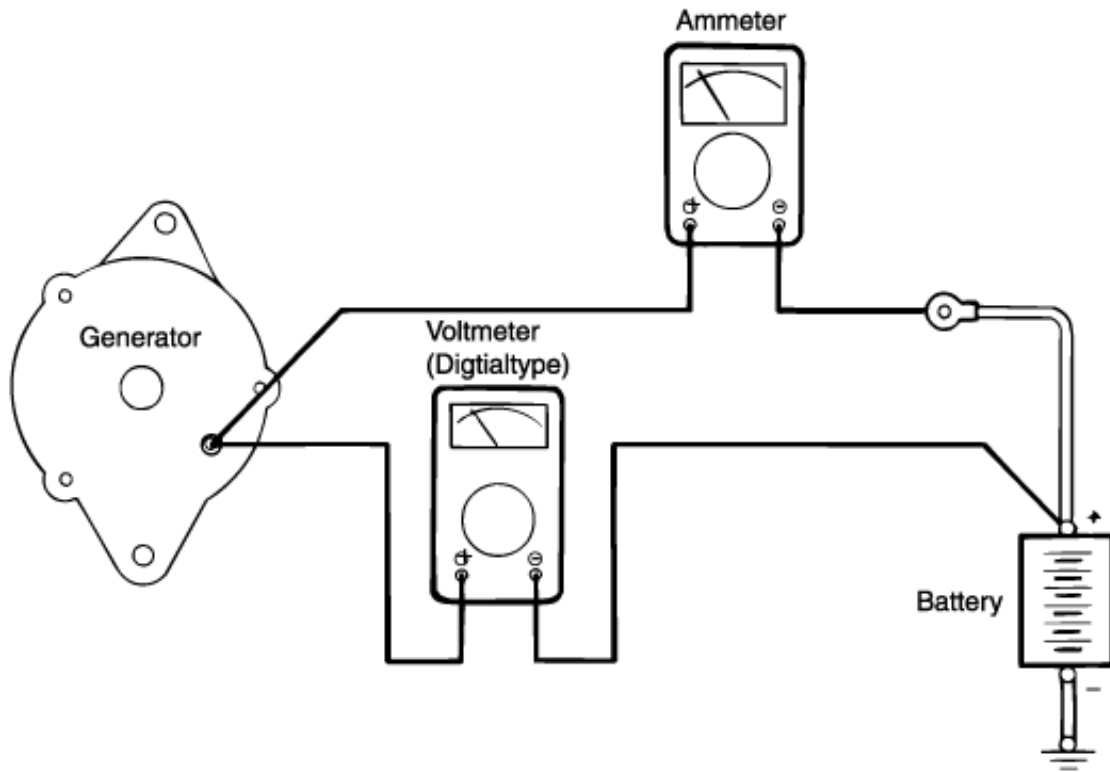 Ammeter
Generator
Voltmeter
(Digtialtype)
+
Battery
−